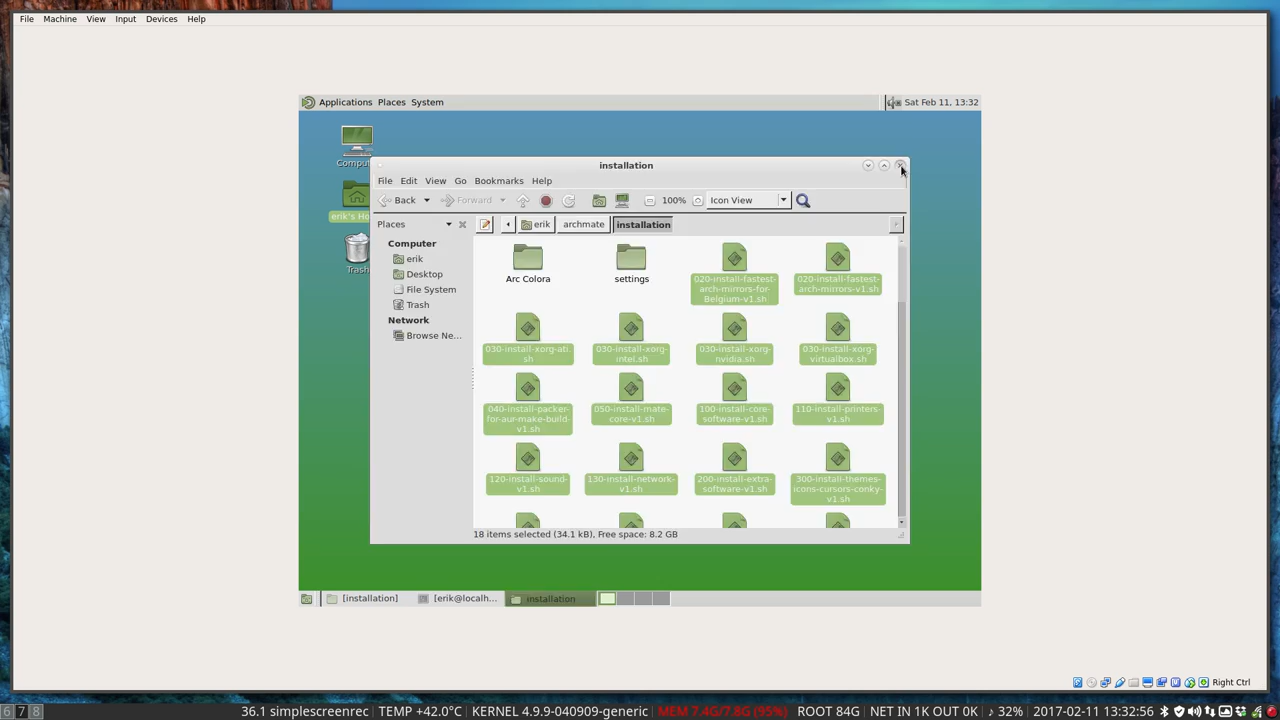 File Machine View Input Devices Help
Applications Places System Sat Feb 11, 13:32
Comput
erik's Ho
Trash
installation
File Edit View Go Bookmarks Help
Back Forward 100% Icon View
Places erik archmate installation
Computer
erik
Desktop
File System
Trash
Network
Browse Ne...
Arc Colora
settings
020-install-fastest-
arch-mirrors-for-
Belgium-v1.sh
020-install-fastest-
arch-mirrors-v1.sh
030-install-xorg-ati.
sh
030-install-xorg-
intel.sh
030-install-xorg-
nvidia.sh
030-install-xorg-
virtualbox.sh
040-install-packer-
for-aur-make-build-
v1.sh
050-install-mate-
core-v1.sh
100-install-core-
software-v1.sh
110-install-printers-
v1.sh
120-install-sound-
v1.sh
130-install-network-
v1.sh
200-install-extra-
software-v1.sh
300-install-themes-
icons-cursors-conky-
v1.sh
18 items selected (34.1 kB), Free space: 8.2 GB
[installation] [erik@localh... installation
Right Ctrl
6 7 8 36.1 simplescreenrec TEMP +42.0°C KERNEL 4.9.9-040909-generic MEM 7.4G/7.8G (95%) ROOT 84G NET IN 1K OUT 0K ♪ 32% 2017-02-11 13:32:56